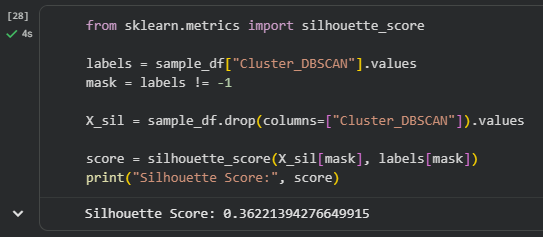 [28]
4s
from sklearn.metrics import silhouette_score
labels = sample_df["Cluster_DBSCAN"].values
mask = labels != -1
X_sil = sample_df.drop(columns=["Cluster_DBSCAN"]).values
score = silhouette_score(X_sil[mask], labels[mask])
print("Silhouette Score:", score)
Silhouette Score: 0.36221394276649915